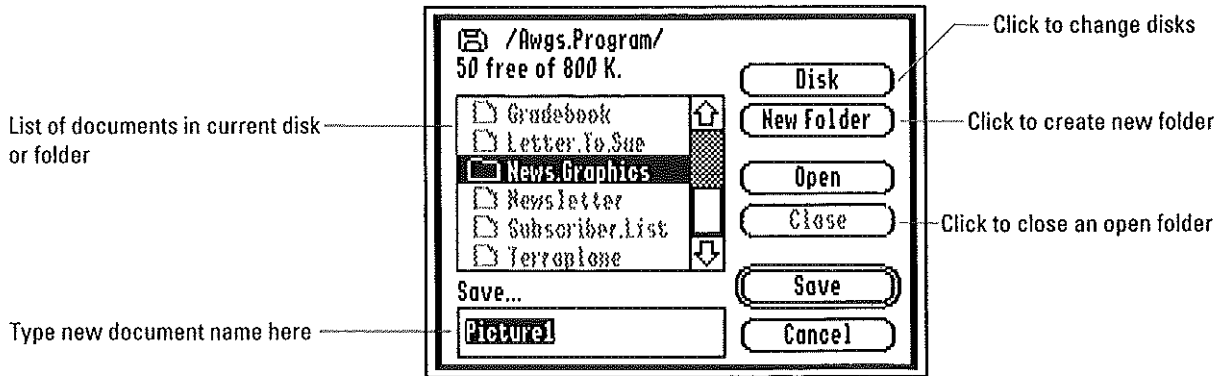 /Awgs.Program/
50 free of 800 K.
Gradebook
Letter.To.Sue
News.Graphics
Newsletter
Subscriber.List
Terraplane
Save...
Picture1
Disk
New Folder
Open
Close
Save
Cancel
List of documents in current disk
or folder
Type new document name here
Click to change disks
Click to create new folder
Click to close an open folder